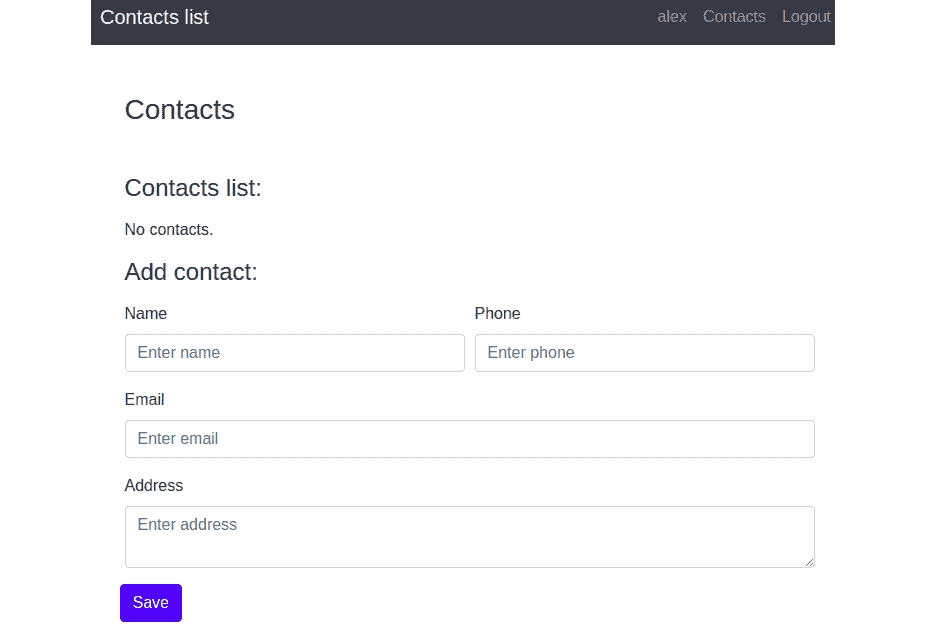 Contacts list alex Contacts Logout
Contacts
Contacts list:
No contacts.
Add contact:
Name Phone
Enter name Enter phone
Email
Enter email
Address
Enter address
Save